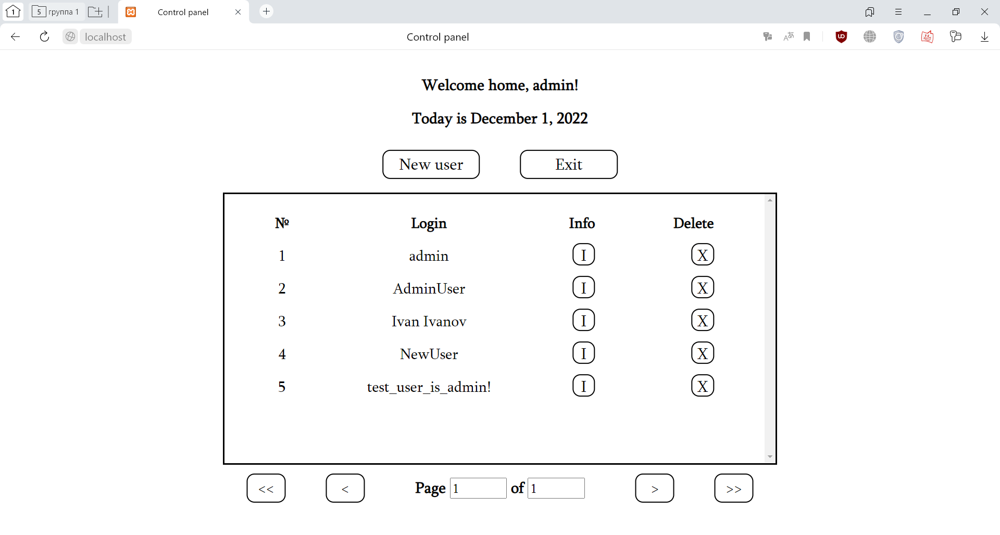 1 5 группа 1 Control panel
localhost Control panel
Welcome home, admin!
Today is December 1, 2022
New user Exit
№ Login Info Delete
1 admin I X
2 AdminUser I X
3 Ivan Ivanov I X
4 NewUser I X
5 test_user_is_admin! I X
<< < Page 1 of 1 > >>